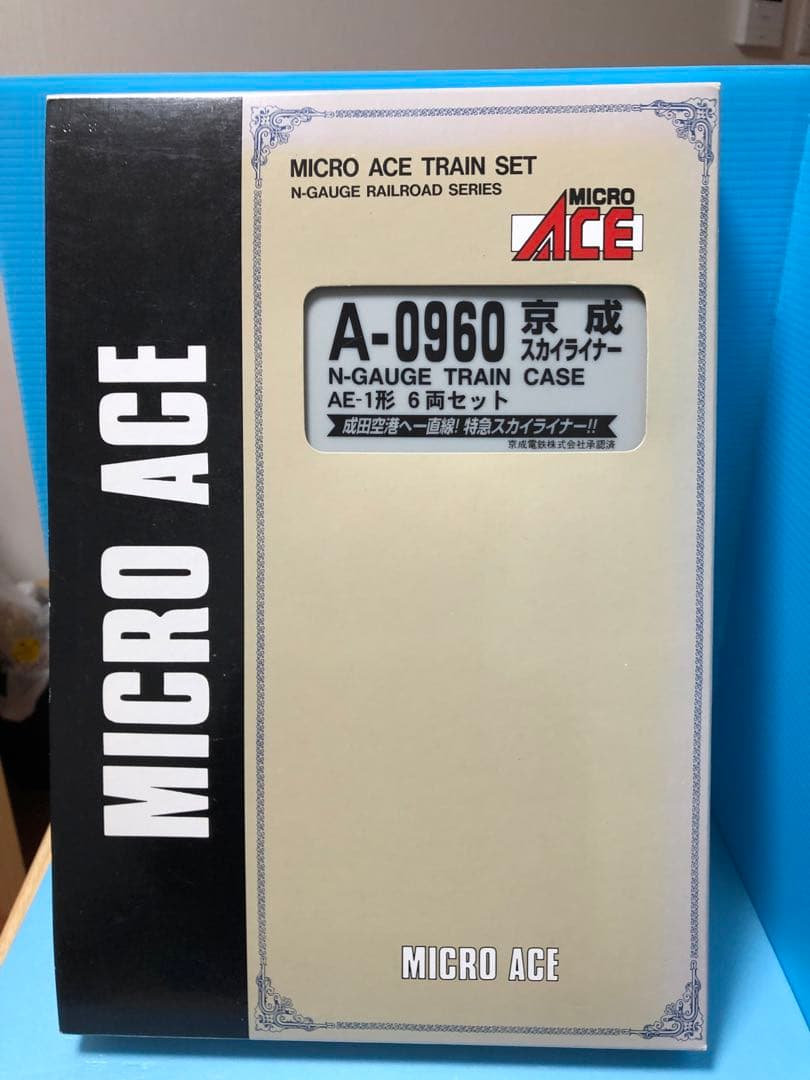 MICRO ACE
MICRO ACE TRAIN SET
N-GAUGE RAILROAD SERIES
MICRO
ACE
A-0960 京成
スカイライナー
N-GAUGE TRAIN CASE
AE-1形 6両セット
成田空港へ一直線! 特急スカイライナー!!
京成電鉄株式会社承認済
MICRO ACE